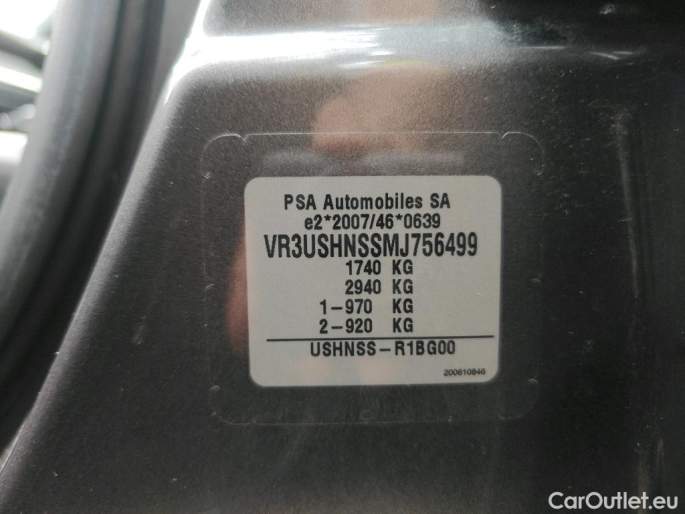 PSA Automobiles SA
e2*2007/46*0639
VR3USHNSSMJ756499
1740 KG
2940 KG
1-970 KG
2-920 KG
USHNSS-R1BG00
200610846
CarOutlet.eu